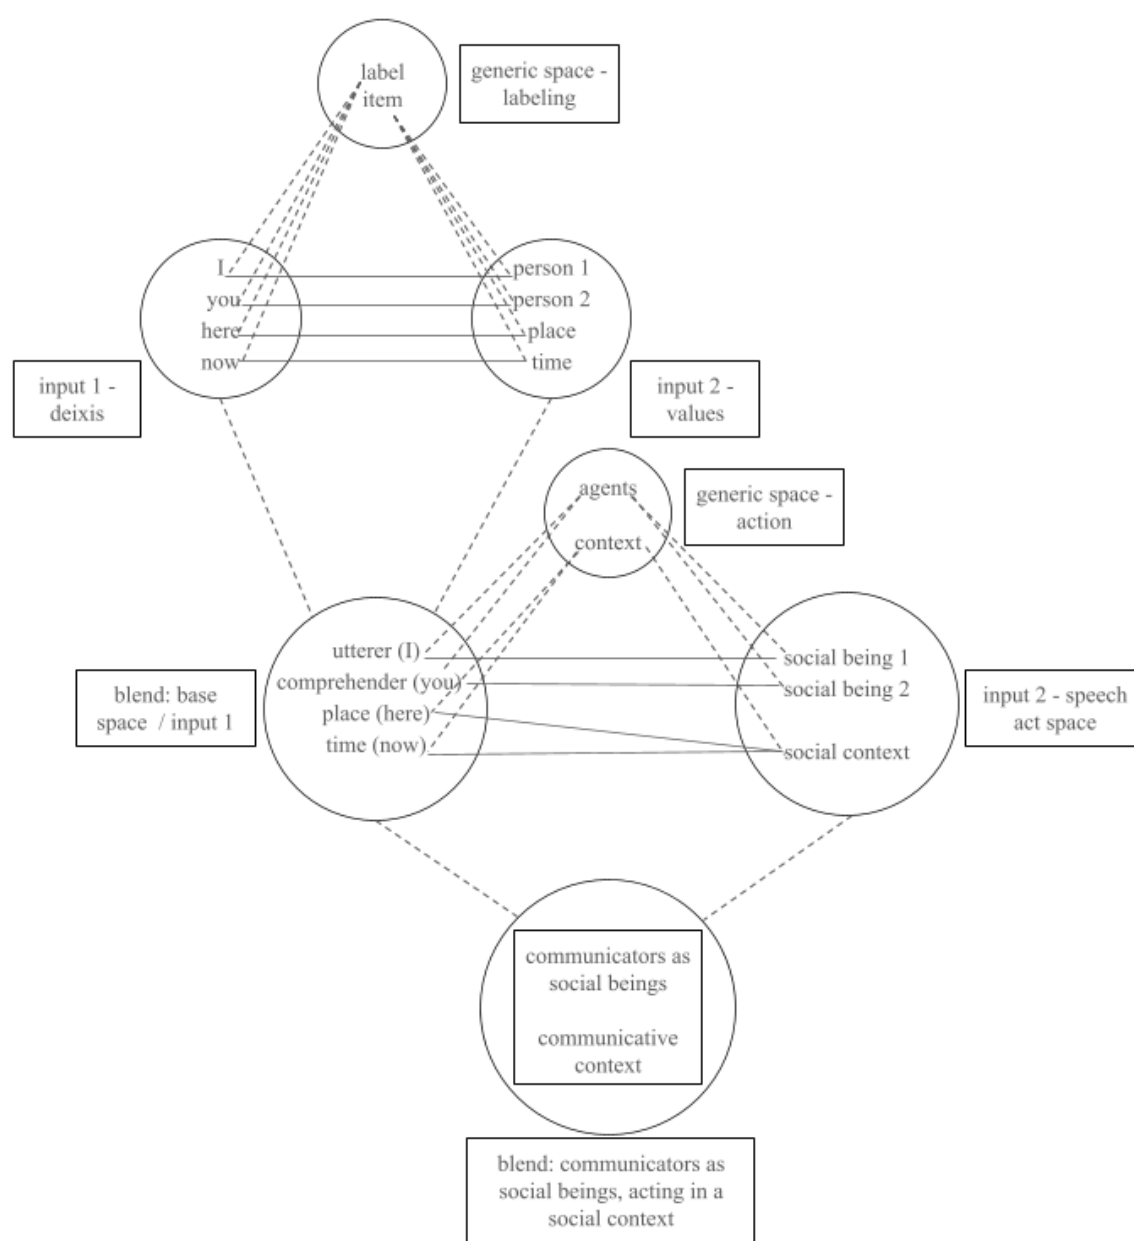 label
item
generic space -
labeling
I
you
here
now
person 1
person 2
place
time
input 1 -
deixis
input 2 -
values
agents
context
generic space -
action
utterer (I)
comprehender (you)
place (here)
time (now)
blend: base
space / input 1
social being 1
social being 2
social context
input 2 - speech
act space
communicators as
social beings
communicative
context
blend: communicators as
social beings, acting in a
social context